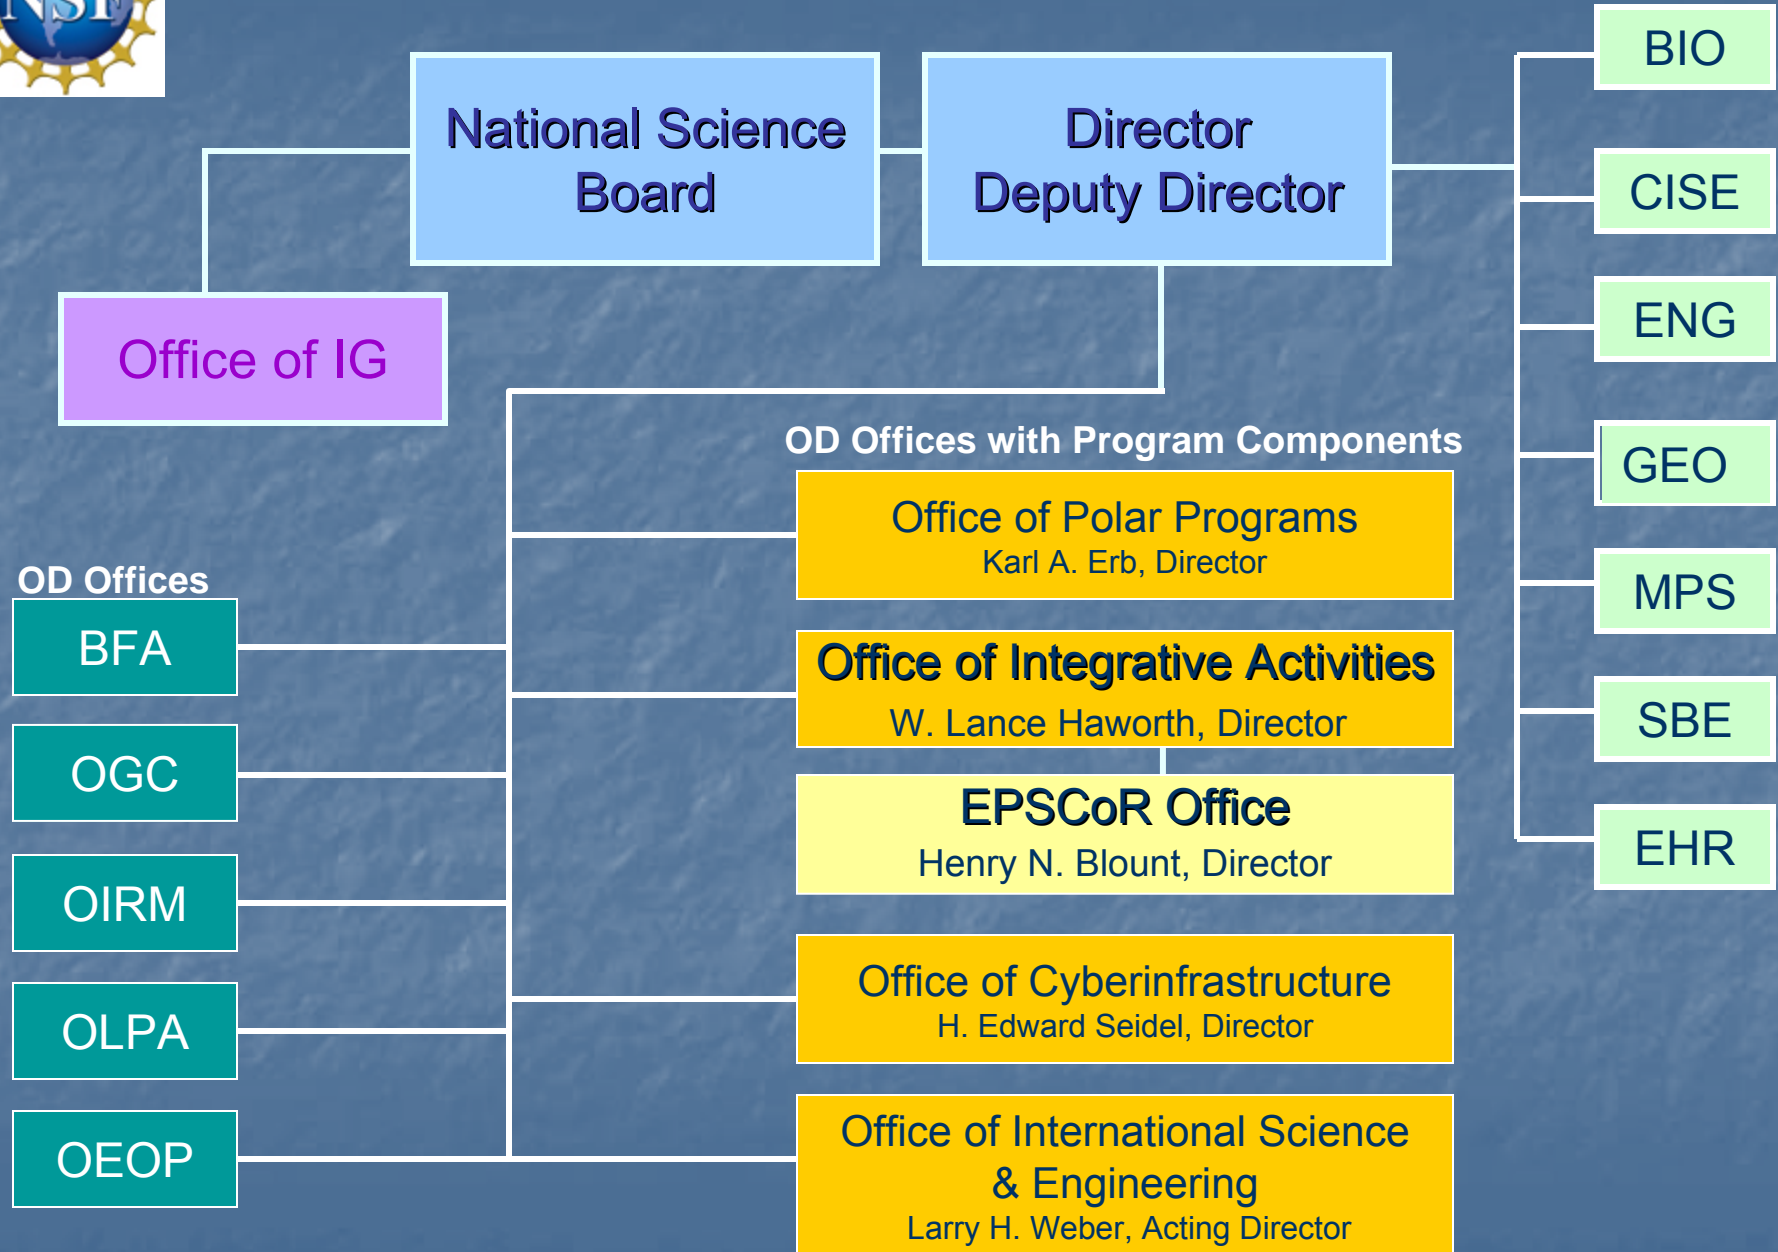 NSF
National Science
Board
Director
Deputy Director
Office of IG
BIO
CISE
ENG
GEO
MPS
SBE
EHR
OD Offices with Program Components
Office of Polar Programs
Karl A. Erb, Director
Office of Integrative Activities
W. Lance Haworth, Director
EPSCoR Office
Henry N. Blount, Director
Office of Cyberinfrastructure
H. Edward Seidel, Director
Office of International Science
& Engineering
Larry H. Weber, Acting Director
OD Offices
BFA
OGC
OIRM
OLPA
OEOP